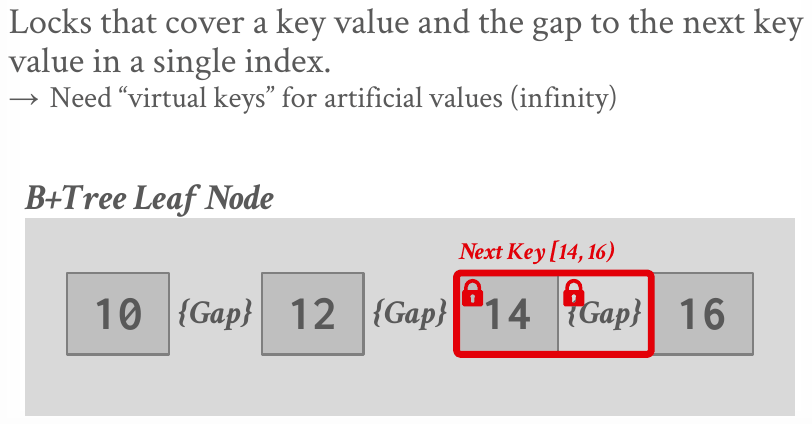 Locks that cover a key value and the gap to the next key
value in a single index.
→ Need “virtual keys” for artificial values (infinity)
B+Tree Leaf Node
Next Key [14, 16)
10 {Gap} 12 {Gap} 14 {Gap} 16